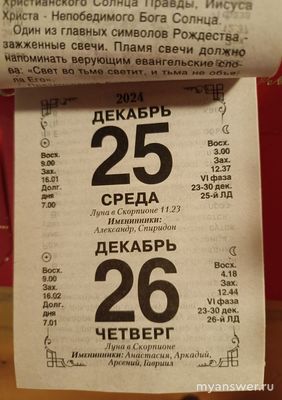 Христианского Солнца Правды, Иисуса
Христа - Непобедимого Бога Солнца.
Один из главных символов Рождества -
зажженные свечи. Пламя свечи должно
напоминать верующим евангельские сло-
ва: «Свет во тьме светит, и тьма не объе-
ла Его».
2024
ДЕКАБРЬ
Восх.
9.00
Зах.
16.01
Долг.
дня
7.00
25
Восх.
3.00
Зах.
12.37
VI фаза
23-30 дек.
25-й ЛД
СРЕДА
Луна в Скорпионе 11.23
Именинники:
Александр, Спиридон
ДЕКАБРЬ
Восх.
9.00
Зах.
16.02
Долг.
дня
7.01
26
Восх.
4.18
Зах.
12.44
VI фаза
23-30 дек.
26-й ЛД
ЧЕТВЕРГ
Луна в Скорпионе
Именинники: Анастасия, Аркадий,
Арсений, Гавриил
myanswer.ru